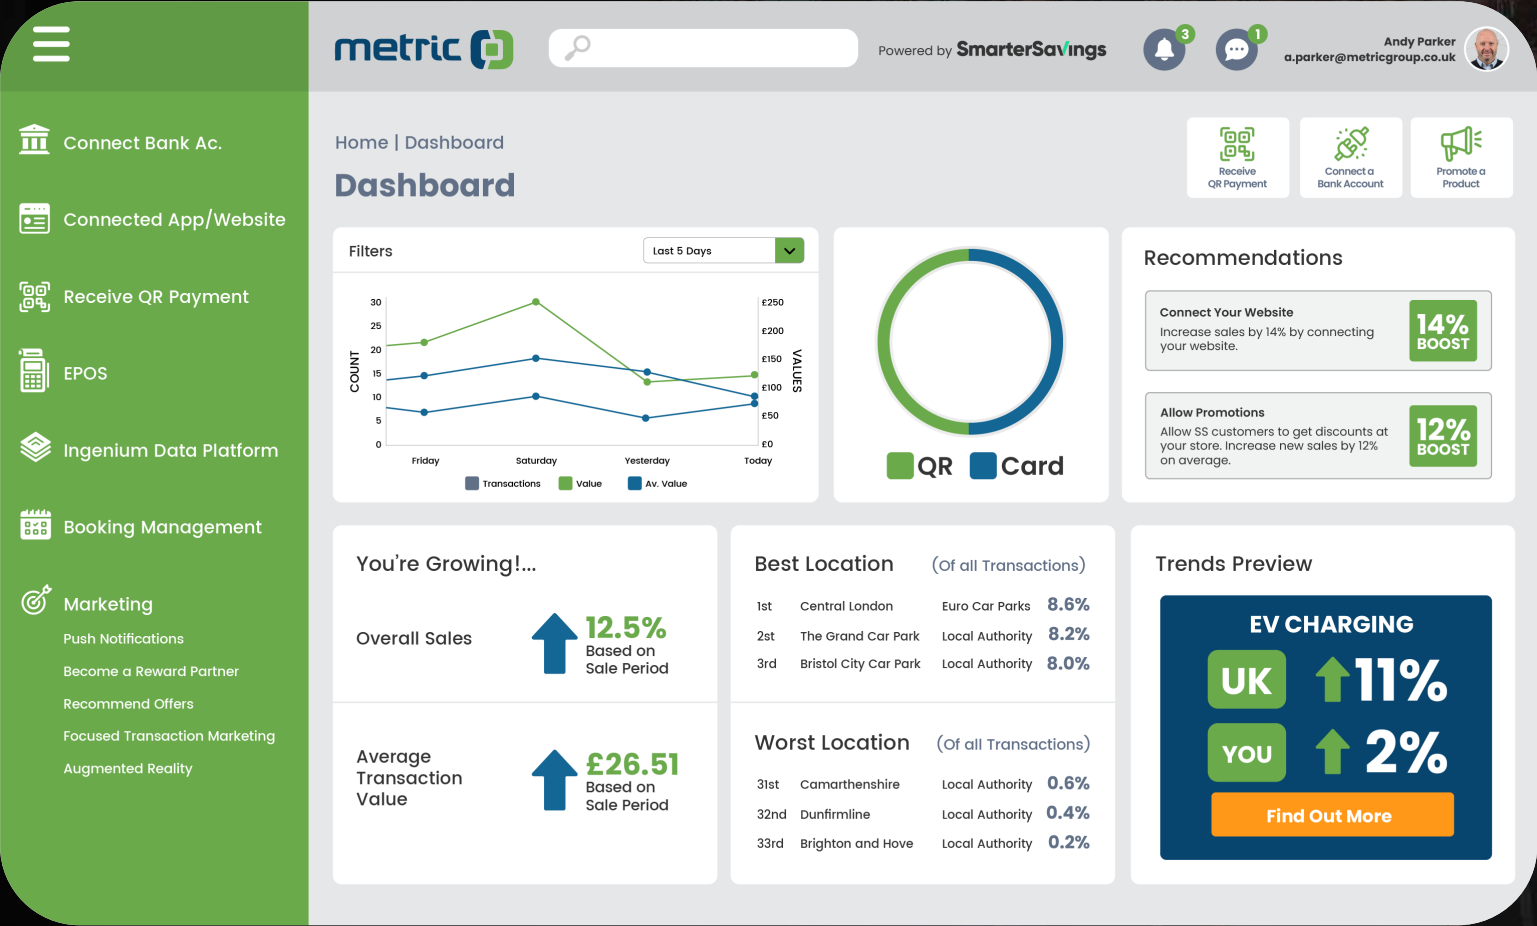 metric
Powered by SmarterSavings
3
1
Andy Parker
a.parker@metricgroup.co.uk
Connect Bank Ac.
Connected App/Website
Receive QR Payment
EPOS
Ingenium Data Platform
Booking Management
Marketing
Push Notifications
Become a Reward Partner
Recommend Offers
Focused Transaction Marketing
Augmented Reality
Home | Dashboard
Dashboard
Receive
QR Payment
Connect a
Bank Account
Promote a
Product
Filters
Last 5 Days
COUNT
30
25
20
15
10
5
0
£250
£200
£150
£100
£50
£0
VALUES
Friday
Saturday
Yesterday
Today
Transactions
Value
Av. Value
QR
Card
Recommendations
Connect Your Website
Increase sales by 14% by connecting
your website.
14%
BOOST
Allow Promotions
Allow SS customers to get discounts at
your store. Increase new sales by 12%
on average.
12%
BOOST
You're Growing!...
Overall Sales
12.5%
Based on
Sale Period
Average
Transaction
Value
£26.51
Based on
Sale Period
Best Location (Of all Transactions)
1st Central London Euro Car Parks 8.6%
2st The Grand Car Park Local Authority 8.2%
3rd Bristol City Car Park Local Authority 8.0%
Worst Location (Of all Transactions)
31st Camarthenshire Local Authority 0.6%
32nd Dunfirmline Local Authority 0.4%
33rd Brighton and Hove Local Authority 0.2%
Trends Preview
EV CHARGING
UK 11%
YOU 2%
Find Out More